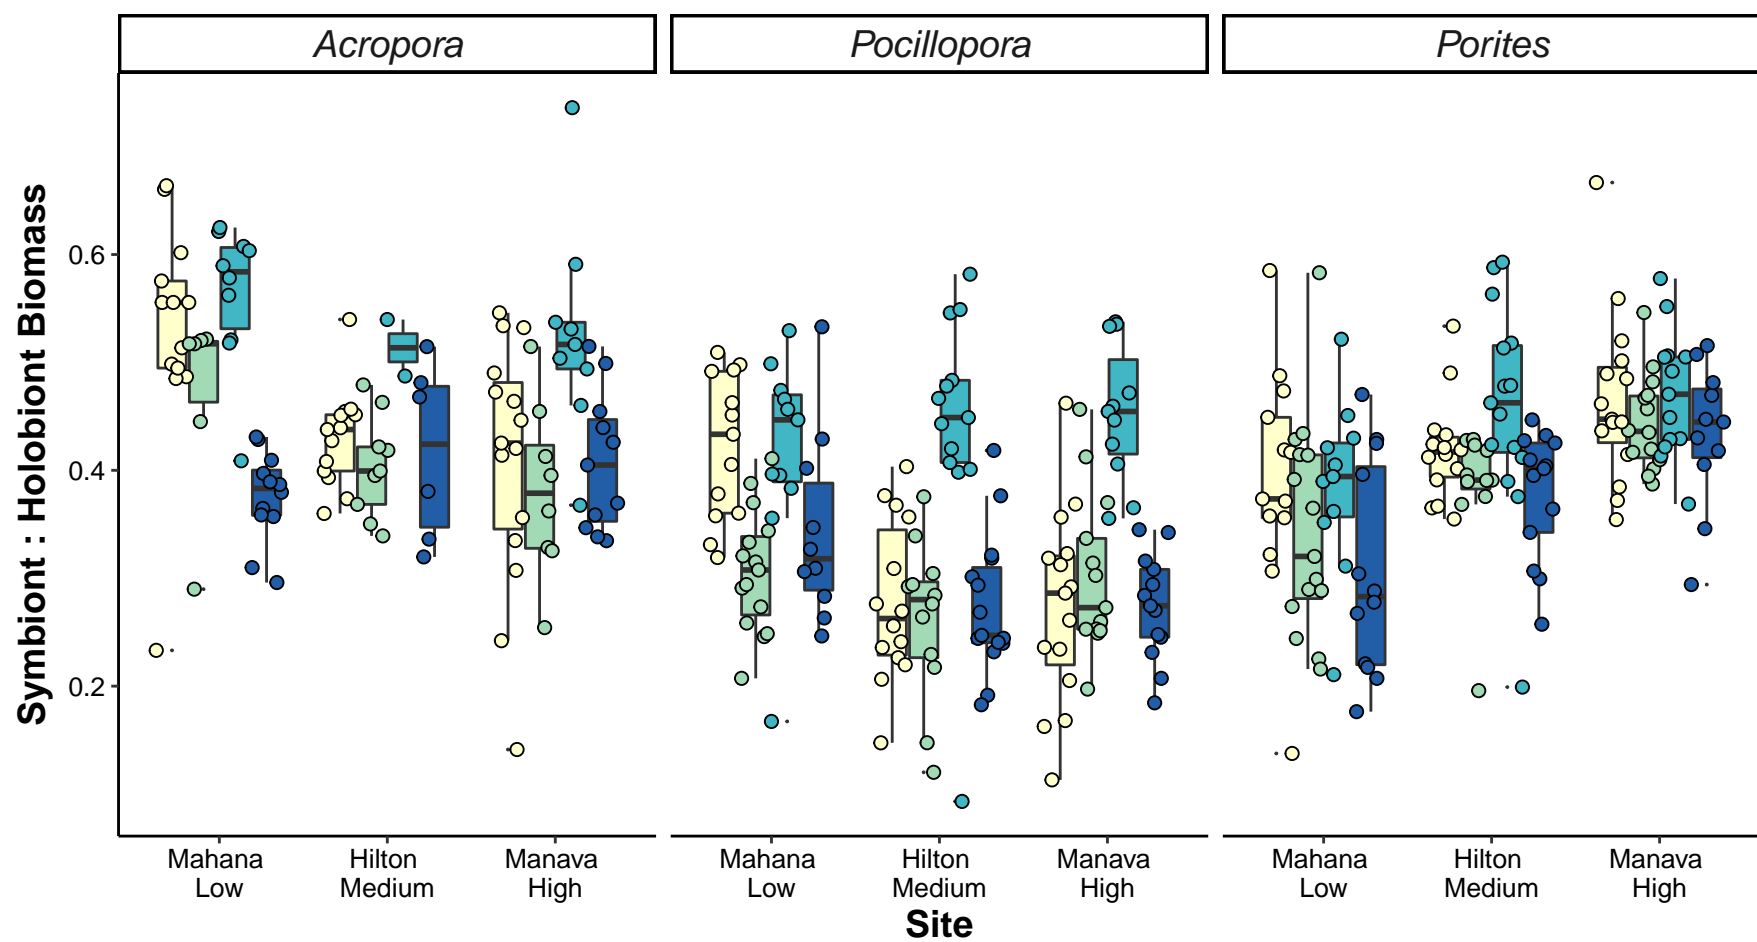 Acropora
Pocillopora
Porites
Symbiont : Holobiont Biomass
0.6
0.4
0.2
Mahana
Low
Hilton
Medium
Manava
High
Mahana
Low
Hilton
Medium
Manava
High
Mahana
Low
Hilton
Medium
Manava
High
Site